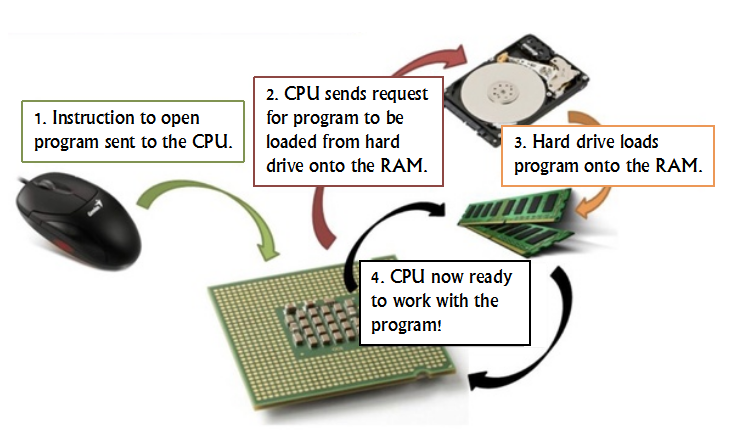 1. Instruction to open
program sent to the CPU.
2. CPU sends request
for program to be
loaded from hard
drive onto the RAM.
3. Hard drive loads
program onto the RAM.
4. CPU now ready
to work with the
program!
Genius